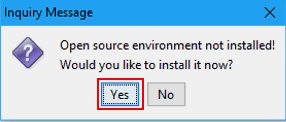 Inquiry Message
Open source environment not installed!
Would you like to install it now?
Yes
No